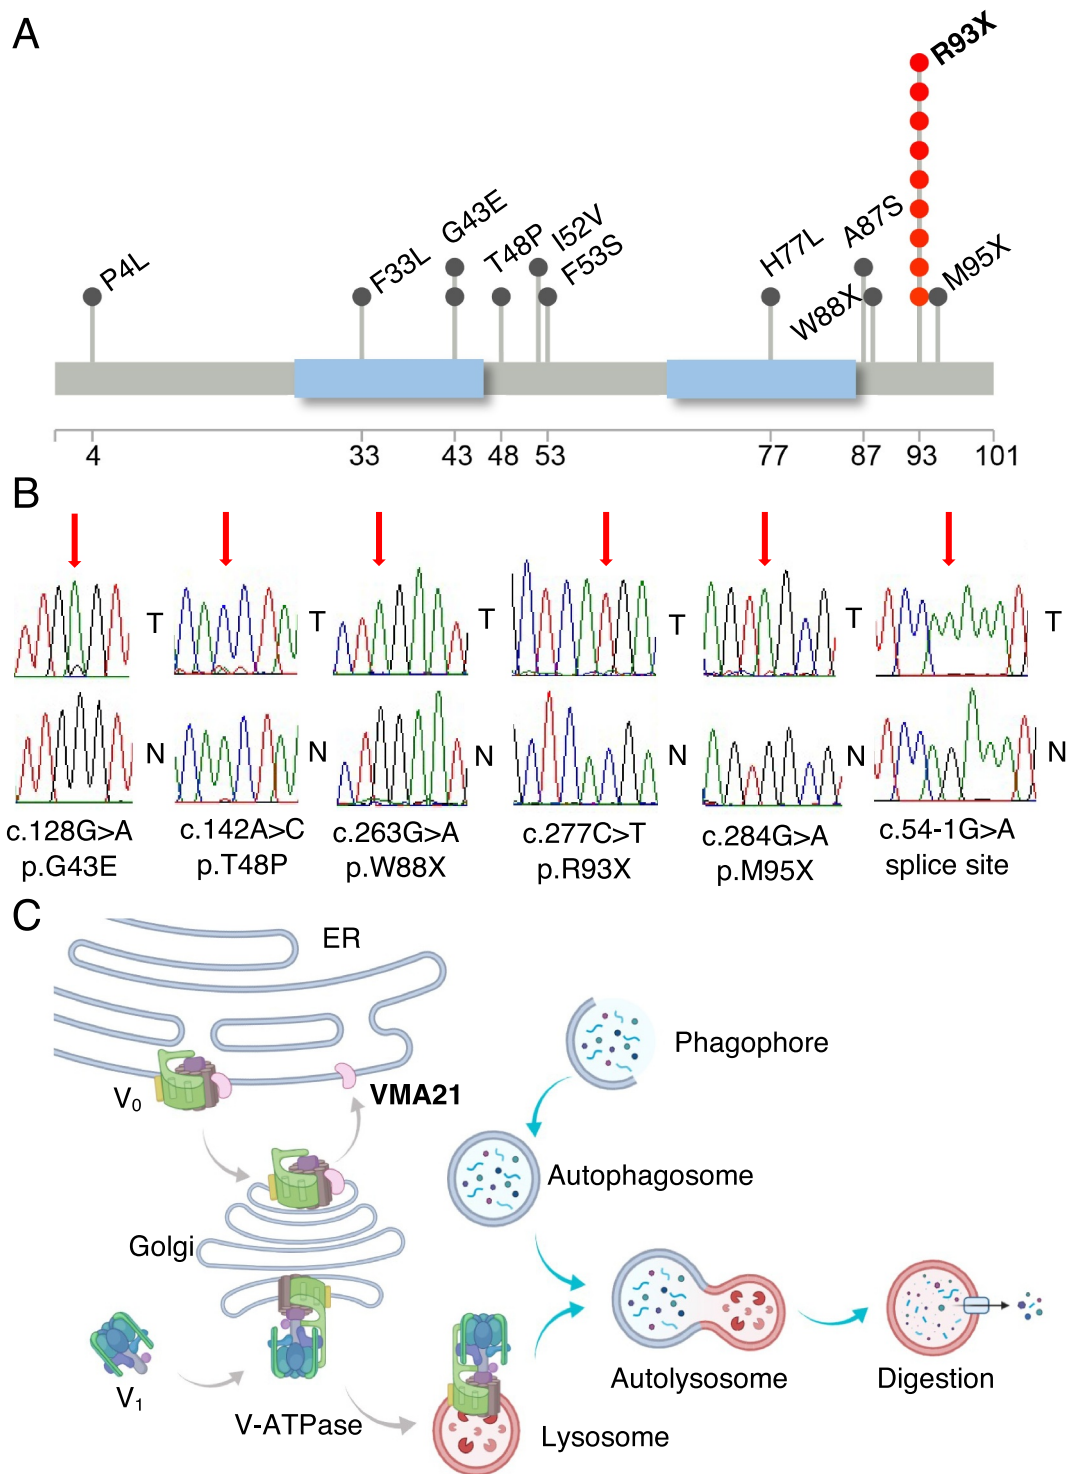 A
R93X
G43E
I52V
A87S
P4L
F33L
T48P
F53S
H77L
W88X
M95X
4 33 43 48 53 77 87 93 101
B
T T T T T T
N N N N N N
c.128G>A c.142A>C c.263G>A c.277C>T c.284G>A c.54-1G>A
p.G43E p.T48P p.W88X p.R93X p.M95X splice site
C
ER
Phagophore
V₀
VMA21
Autophagosome
Golgi
Autolysosome
Digestion
V₁
V-ATPase
Lysosome